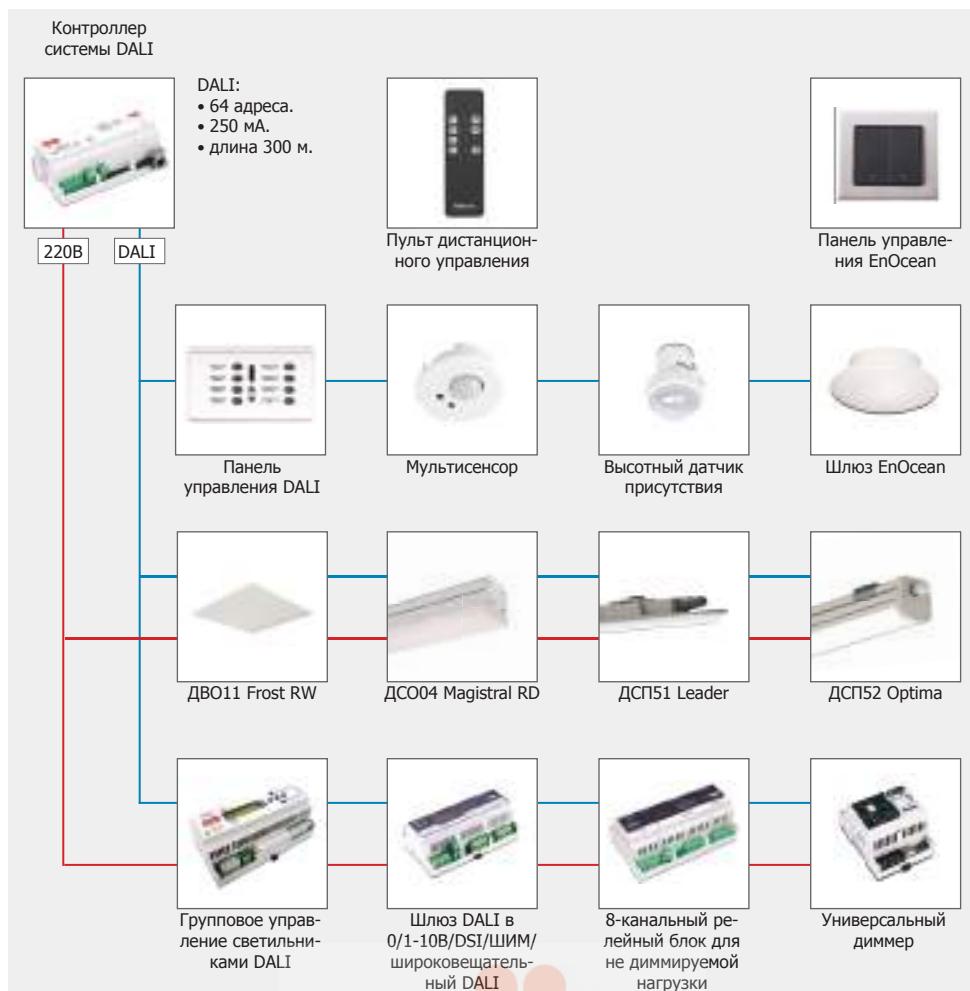 Контроллер
системы DALI
DALI:
• 64 адреса.
• 250 мА.
• длина 300 м.
220В
DALI
Пульт дистанцион-
ного управления
Панель управле-
ния EnOcean
Панель
управления DALI
Мультисенсор
Высотный датчик
присутствия
Шлюз EnOcean
ДВО11 Frost RW
ДСО04 Magistral RD
ДСП51 Leader
ДСП52 Optima
Групповое управ-
ление светильни-
ками DALI
Шлюз DALI в
0/1-10В/DSI/ШИМ/
широковещатель-
ный DALI
8-канальный ре-
лейный блок для
не диммируемой
нагрузки
Универсальный
диммер